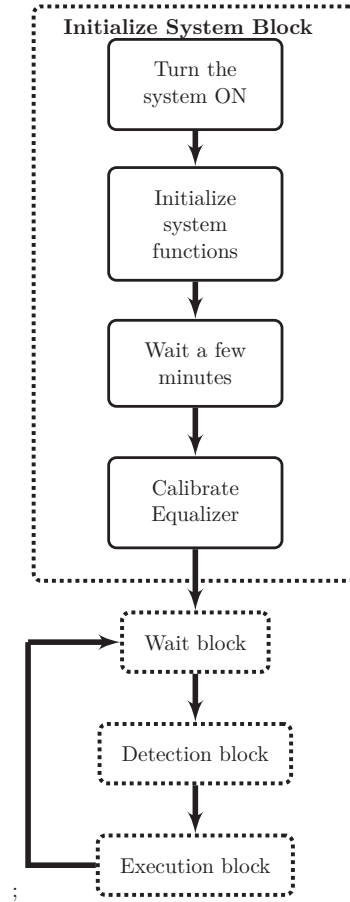 Initialize System Block
Turn the
system ON
Initialize
system
functions
Wait a few
minutes
Calibrate
Equalizer
Wait block
Detection block
Execution block
;